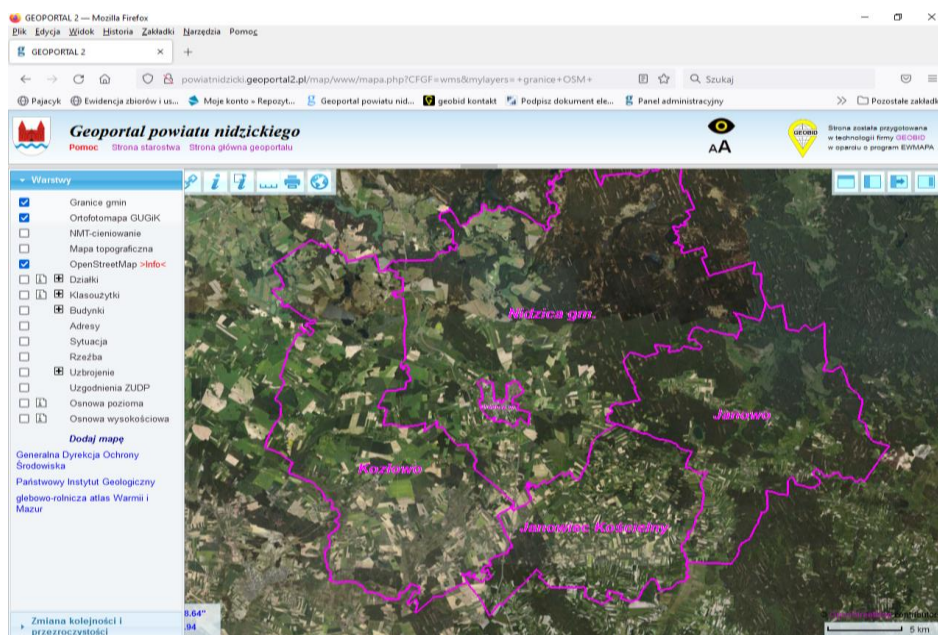 GEOPORTAL 2 — Mozilla Firefox
Plik Edycja Widok Historia Zakładki Narzędzia Pomoc
GEOPORTAL 2
powiatnidzicki.geoportal2.pl/map/www/mapa.php?CFGF=wms&mylayers=+granice+OSM+
Szukaj
Pajacyk
Ewidencja zbiorów i us...
Moje konto » Repozyt...
Geoportal powiatu nid...
geobid kontakt
Podpisz dokument ele...
Panel administracyjny
Pozostałe zakładk
Geoportal powiatu nidzickiego
Pomoc Strona starostwa Strona główna geoportalu
AA
GEOBID
Strona została przygotowana
w technologii firmy GEOBID
w oparciu o program EWMAPA
Warstwy
Granice gmin
Ortofotomapa GUGiK
NMT-cieniowanie
Mapa topograficzna
OpenStreetMap >Info<
Działki
Klasoużytki
Budynki
Adresy
Sytuacja
Rzeźba
Uzbrojenie
Uzgodnienia ZUDP
Osnowa pozioma
Osnowa wysokościowa
Dodaj mapę
Generalna Dyrekcja Ochrony
Środowiska
Państwowy Instytut Geologiczny
glebowo-rolnicza atlas Warmii i
Mazur
Zmiana kolejności i
przezroczystości
Nidzica gm.
Janowo
Kozłowo
Janowiec Kościelny
8.64"
.94
contributor
5 km